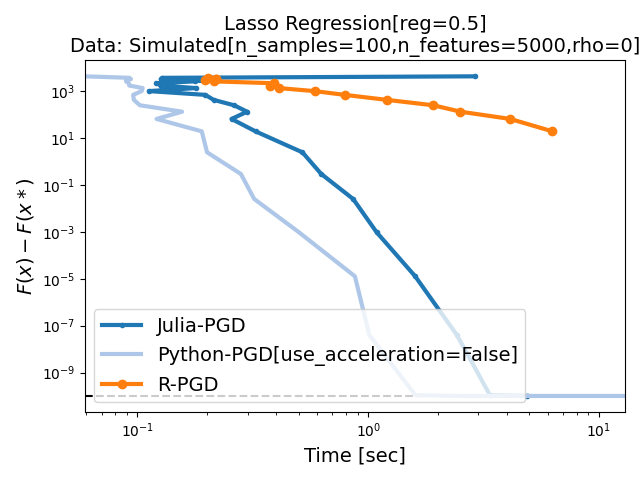 Lasso Regression[reg=0.5]
Data: Simulated[n_samples=100,n_features=5000,rho=0]
F(x) − F(x*)
10³
10¹
10⁻¹
10⁻³
10⁻⁵
10⁻⁷
10⁻⁹
Julia-PGD
Python-PGD[use_acceleration=False]
R-PGD
10⁻¹ 10⁰ 10¹
Time [sec]